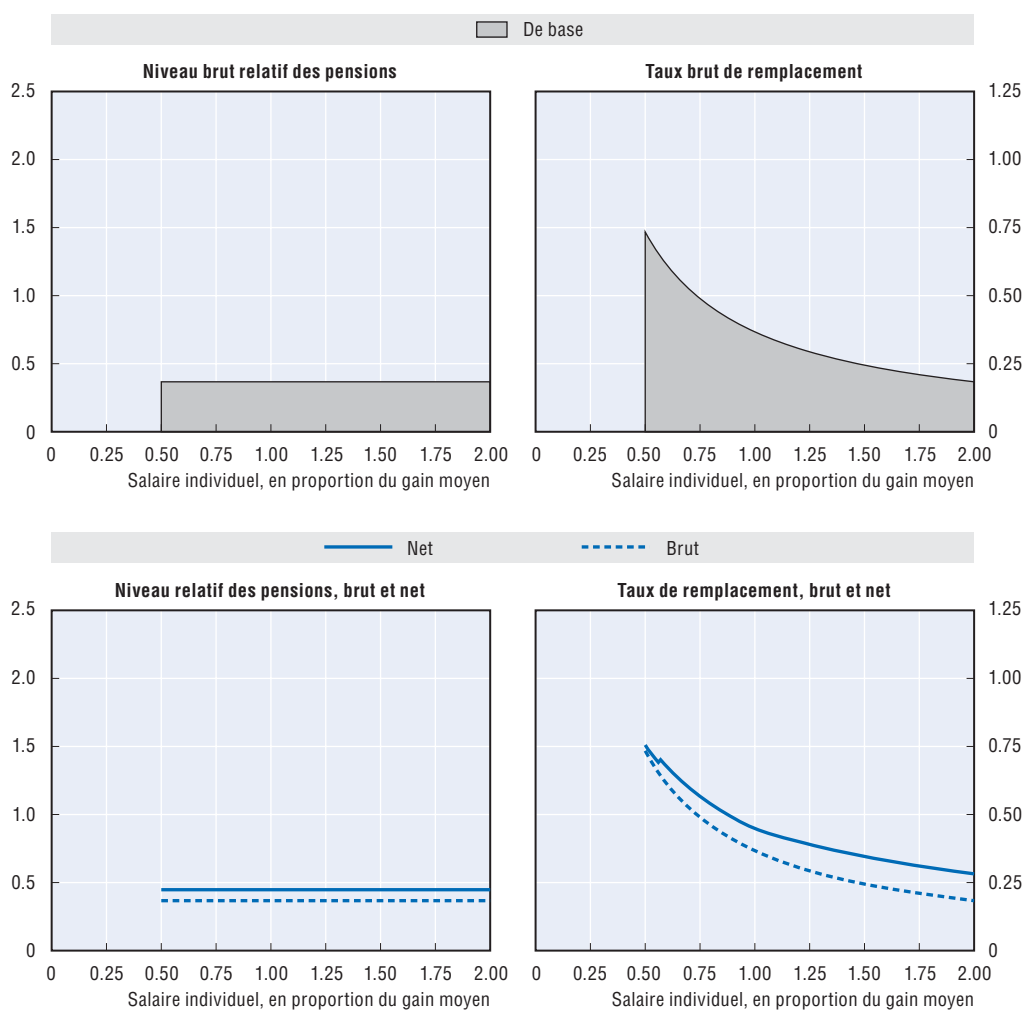 De base
Niveau brut relatif des pensions
2.5
2.0
1.5
1.0
0.5
0
0 0.25 0.50 0.75 1.00 1.25 1.50 1.75 2.00
Salaire individuel, en proportion du gain moyen
Taux brut de remplacement
1.25
1.00
0.75
0.50
0.25
0
0 0.25 0.50 0.75 1.00 1.25 1.50 1.75 2.00
Salaire individuel, en proportion du gain moyen
Net Brut
Niveau relatif des pensions, brut et net
2.5
2.0
1.5
1.0
0.5
0
0 0.25 0.50 0.75 1.00 1.25 1.50 1.75 2.00
Salaire individuel, en proportion du gain moyen
Taux de remplacement, brut et net
1.25
1.00
0.75
0.50
0.25
0
0 0.25 0.50 0.75 1.00 1.25 1.50 1.75 2.00
Salaire individuel, en proportion du gain moyen